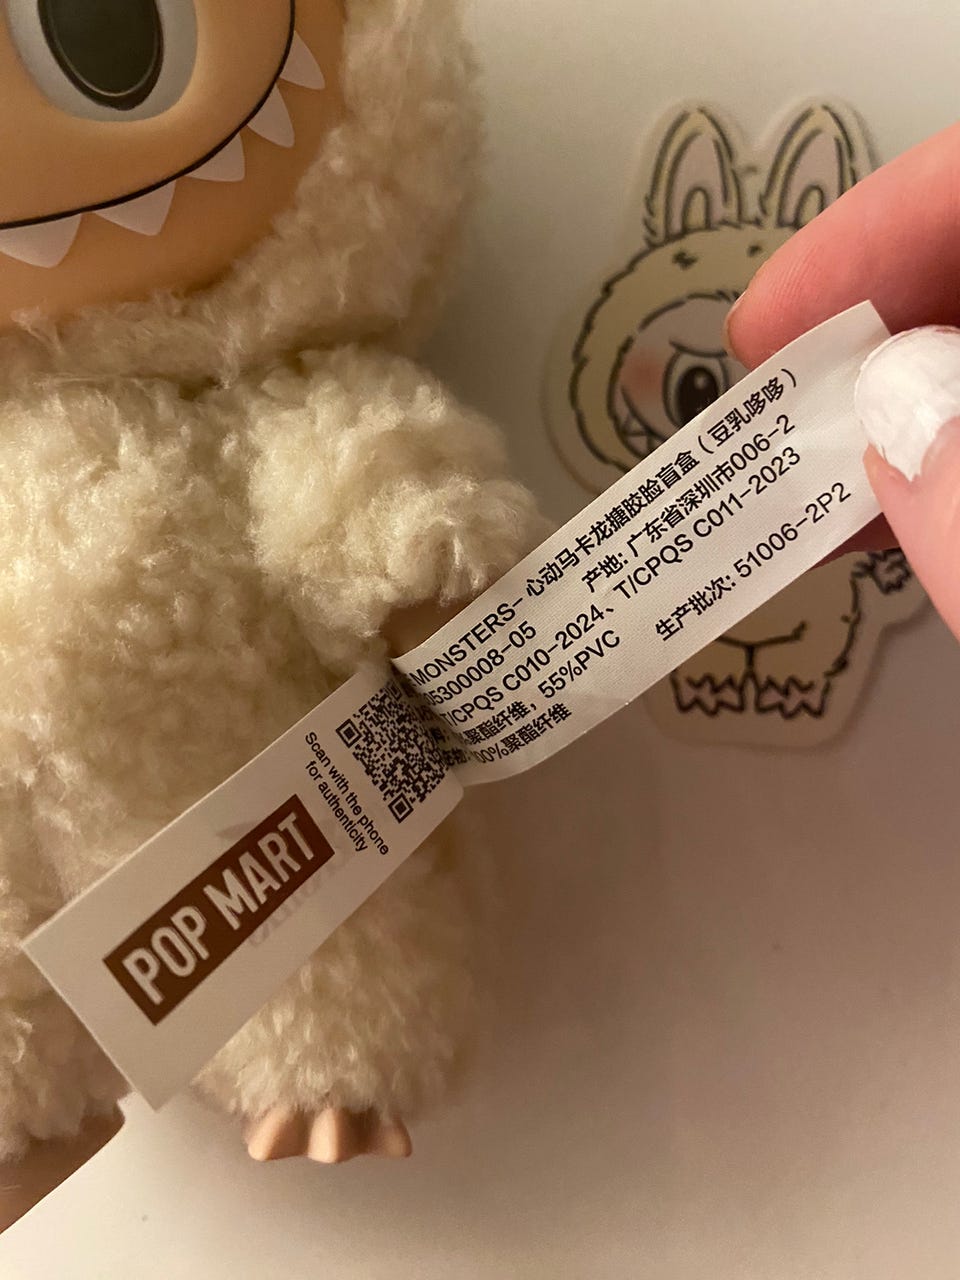 MONSTERS- 心动马卡龙搪胶脸盲盒（豆乳哆哆）
05300008-05 产地: 广东省深圳市006-2
T/CPQS C010-2024、T/CPQS C011-2023
聚酯纤维, 55%PVC 生产批次: 51006-2P2
100%聚酯纤维
Scan with the phone
for authenticity
POP MART